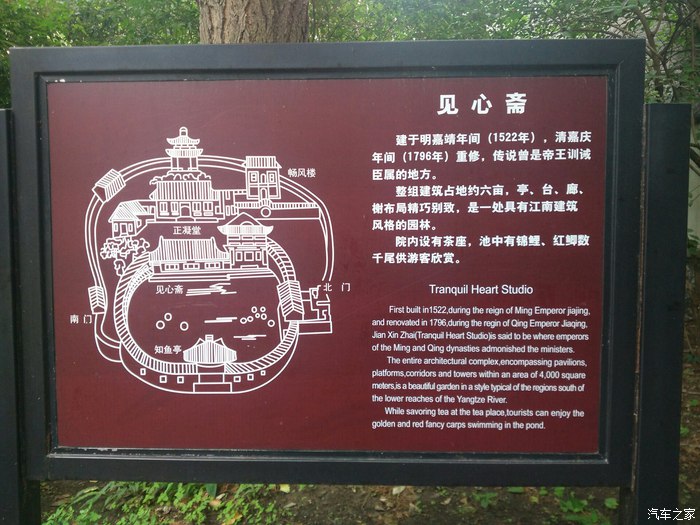 见心斋
建于明嘉靖年间（1522年），清嘉庆
年间（1796年）重修，传说曾是帝王训诫
臣属的地方。
整组建筑占地约六亩，亭、台、廊、
榭布局精巧别致，是一处具有江南建筑
风格的园林。
院内设有茶座，池中有锦鲤、红鲫数
千尾供游客欣赏。
Tranquil Heart Studio
First built in1522,during the reign of Ming Emperor jiajing,
and renovated in 1796,during the regin of Qing Emperor Jiaqing,
Jian Xin Zhai(Tranquil Heart Studio)is said to be where emperors
of the Ming and Qing dynasties admonished the ministers.
The entire architectural complex,encompassing pavilions,
platforms,corridors and towers within an area of 4,000 square
meters,is a beautiful garden in a style typical of the regions south of
the lower reaches of the Yangtze River.
While savoring tea at the tea place,tourists can enjoy the
golden and red fancy carps swimming in the pond.
畅风楼
正凝堂
见心斋
北门
南门
知鱼亭
汽车之家